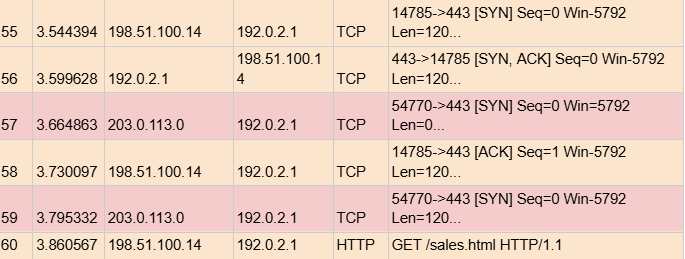 14785->443 [SYN] Seq=0 Win-5792
55 3.544394 198.51.100.14 192.0.2.1 TCP Len=120...
198.51.100.1 443->14785 [SYN, ACK] Seq=0 Win-5792
56 3.599628 192.0.2.1 4 TCP Len=120...
54770->443 [SYN] Seq=0 Win=5792
57 3.664863 203.0.113.0 192.0.2.1 TCP Len=0...
14785->443 [ACK] Seq=1 Win-5792
58 3.730097 198.51.100.14 192.0.2.1 TCP Len=120...
54770->443 [SYN] Seq=0 Win-5792
59 3.795332 203.0.113.0 192.0.2.1 TCP Len=120...
60 3.860567 198.51.100.14 192.0.2.1 HTTP GET /sales.html HTTP/1.1